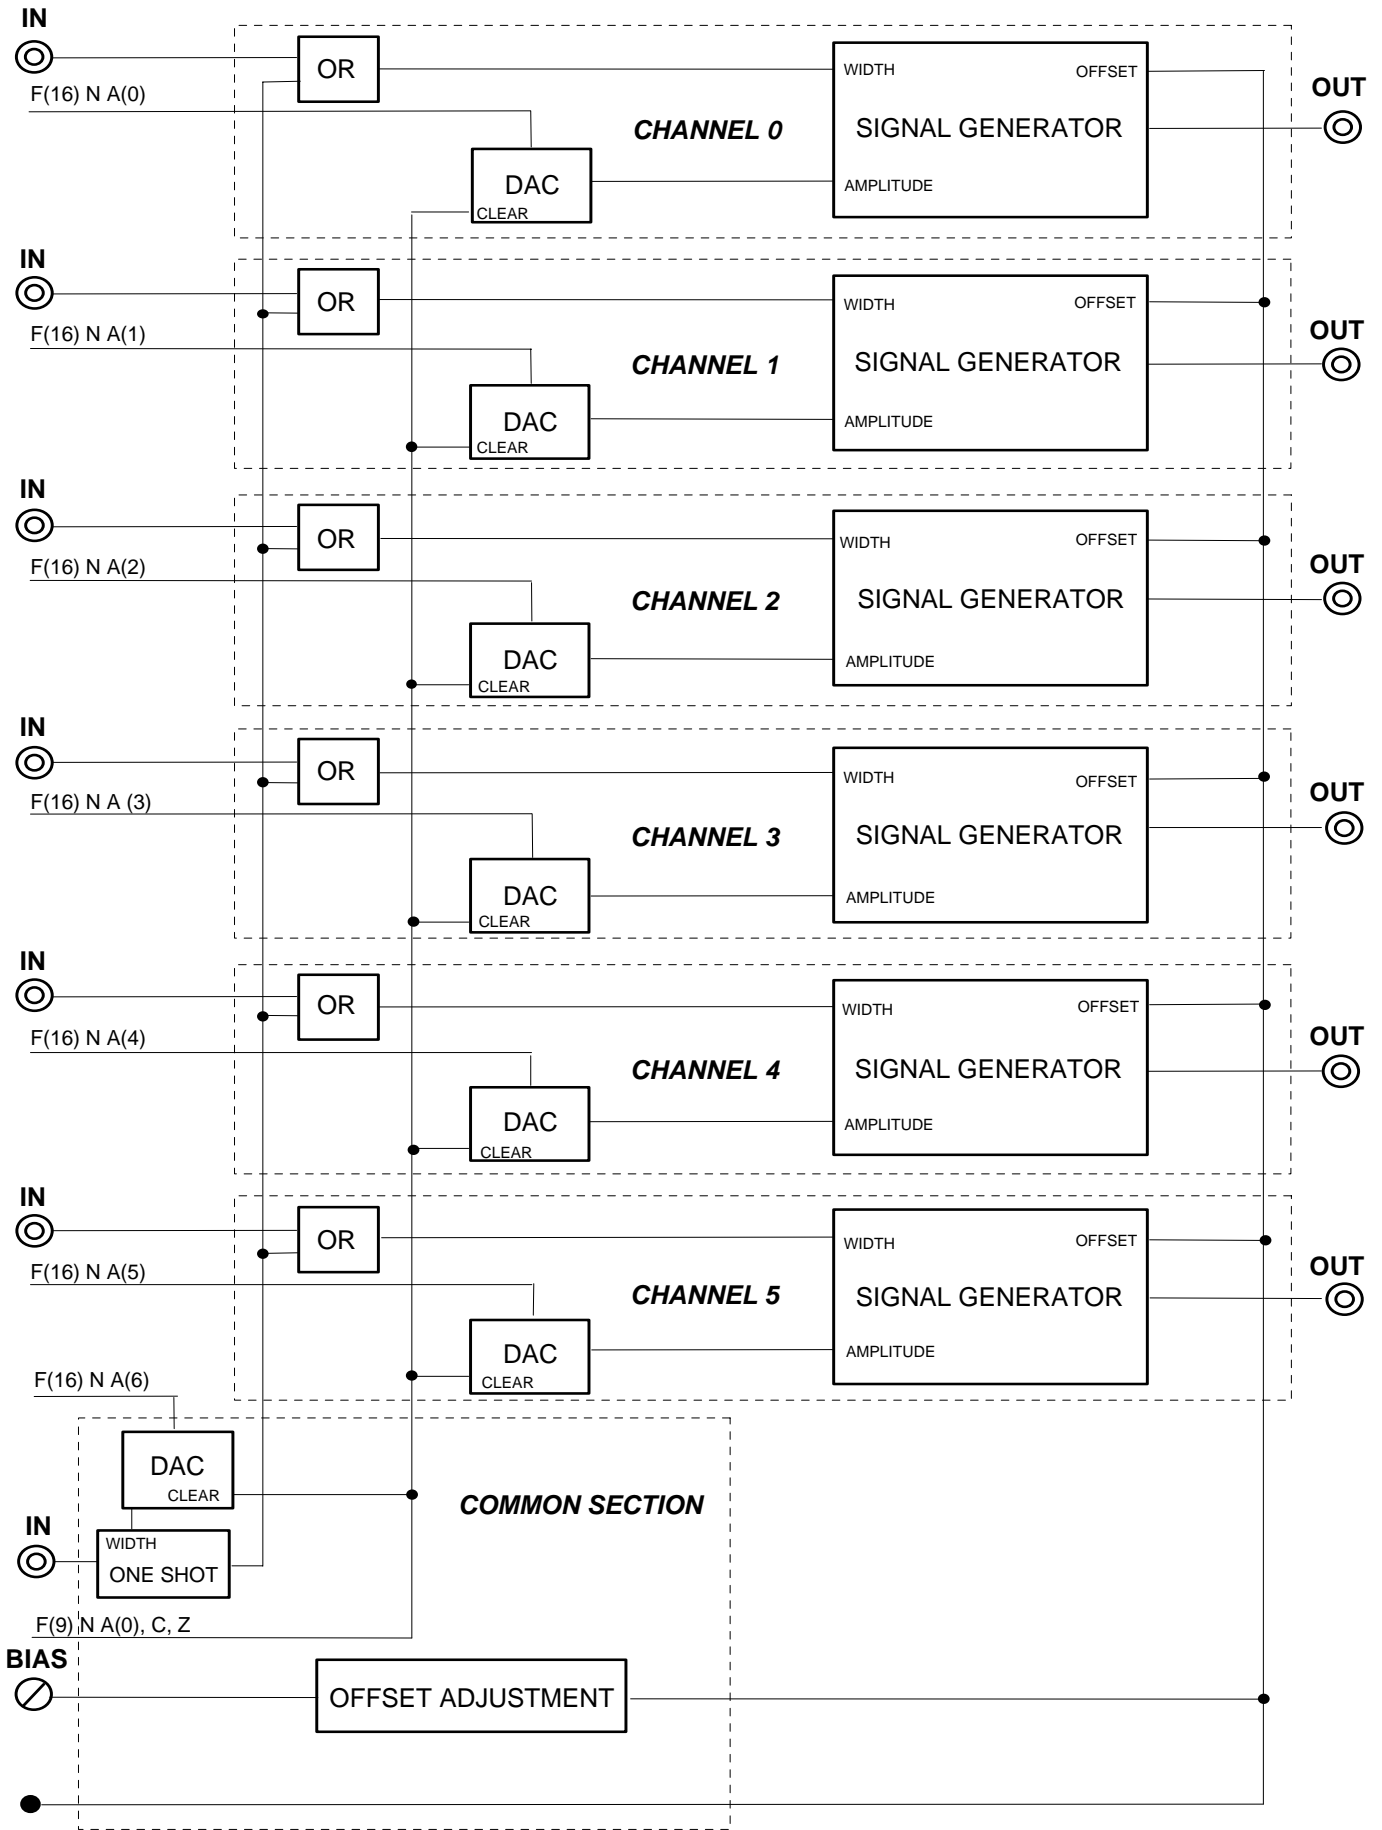 IN
OR
WIDTH
OFFSET
F(16) N A(0)
OUT
CHANNEL 0
SIGNAL GENERATOR
DAC
AMPLITUDE
CLEAR
IN
OR
WIDTH
OFFSET
F(16) N A(1)
OUT
CHANNEL 1
SIGNAL GENERATOR
DAC
AMPLITUDE
CLEAR
IN
OR
WIDTH
OFFSET
F(16) N A(2)
OUT
CHANNEL 2
SIGNAL GENERATOR
DAC
AMPLITUDE
CLEAR
IN
OR
WIDTH
OFFSET
F(16) N A (3)
OUT
CHANNEL 3
SIGNAL GENERATOR
DAC
AMPLITUDE
CLEAR
IN
OR
WIDTH
OFFSET
F(16) N A(4)
OUT
CHANNEL 4
SIGNAL GENERATOR
DAC
AMPLITUDE
CLEAR
IN
OR
WIDTH
OFFSET
F(16) N A(5)
OUT
CHANNEL 5
SIGNAL GENERATOR
DAC
AMPLITUDE
CLEAR
F(16) N A(6)
DAC
CLEAR
COMMON SECTION
IN
WIDTH
ONE SHOT
F(9) N A(0), C, Z
BIAS
OFFSET ADJUSTMENT